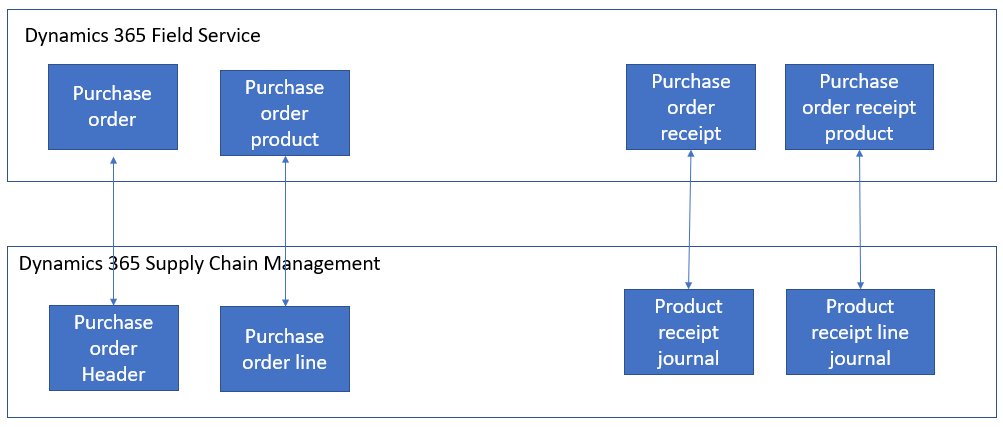 Dynamics 365 Field Service
Purchase
order
Purchase
order
product
Purchase
order
receipt
Purchase
order receipt
product
Dynamics 365 Supply Chain Management
Purchase
order
Header
Purchase
order line
Product
receipt
journal
Product
receipt line
journal